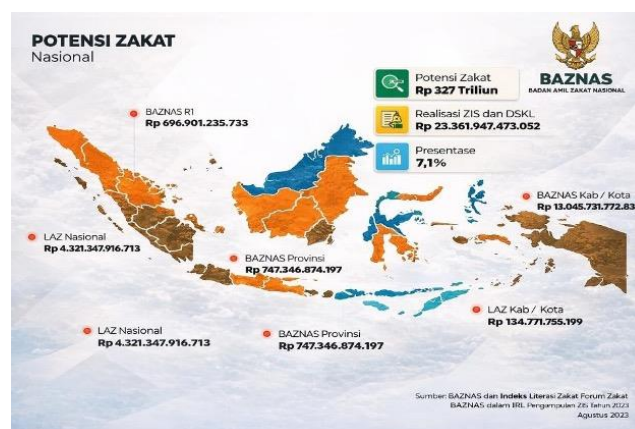 POTENSI ZAKAT
Nasional
BAZNAS
BADAN AMIL ZAKAT NASIONAL
Potensi Zakat
Rp 327 Triliun
Realisasi ZIS dan DSKL
Rp 23.361.947.473.052
Presentase
7,1%
BAZNAS R1
Rp 696.901.235.733
BAZNAS Kab / Kota
Rp 13.045.731.772.83
LAZ Nasional
Rp 4.321.347.916.713
BAZNAS Provinsi
Rp 747.346.874.197
LAZ Kab / Kota
Rp 134.771.755.199
LAZ Nasional
Rp 4.321.347.916.713
BAZNAS Provinsi
Rp 747.346.874.197
Sumber: BAZNAS dan Indeks Literasi Zakat Forum Zakat
BAZNAS dalam IRL Pengampulan ZIS Tahun 2023
Agustus 2023